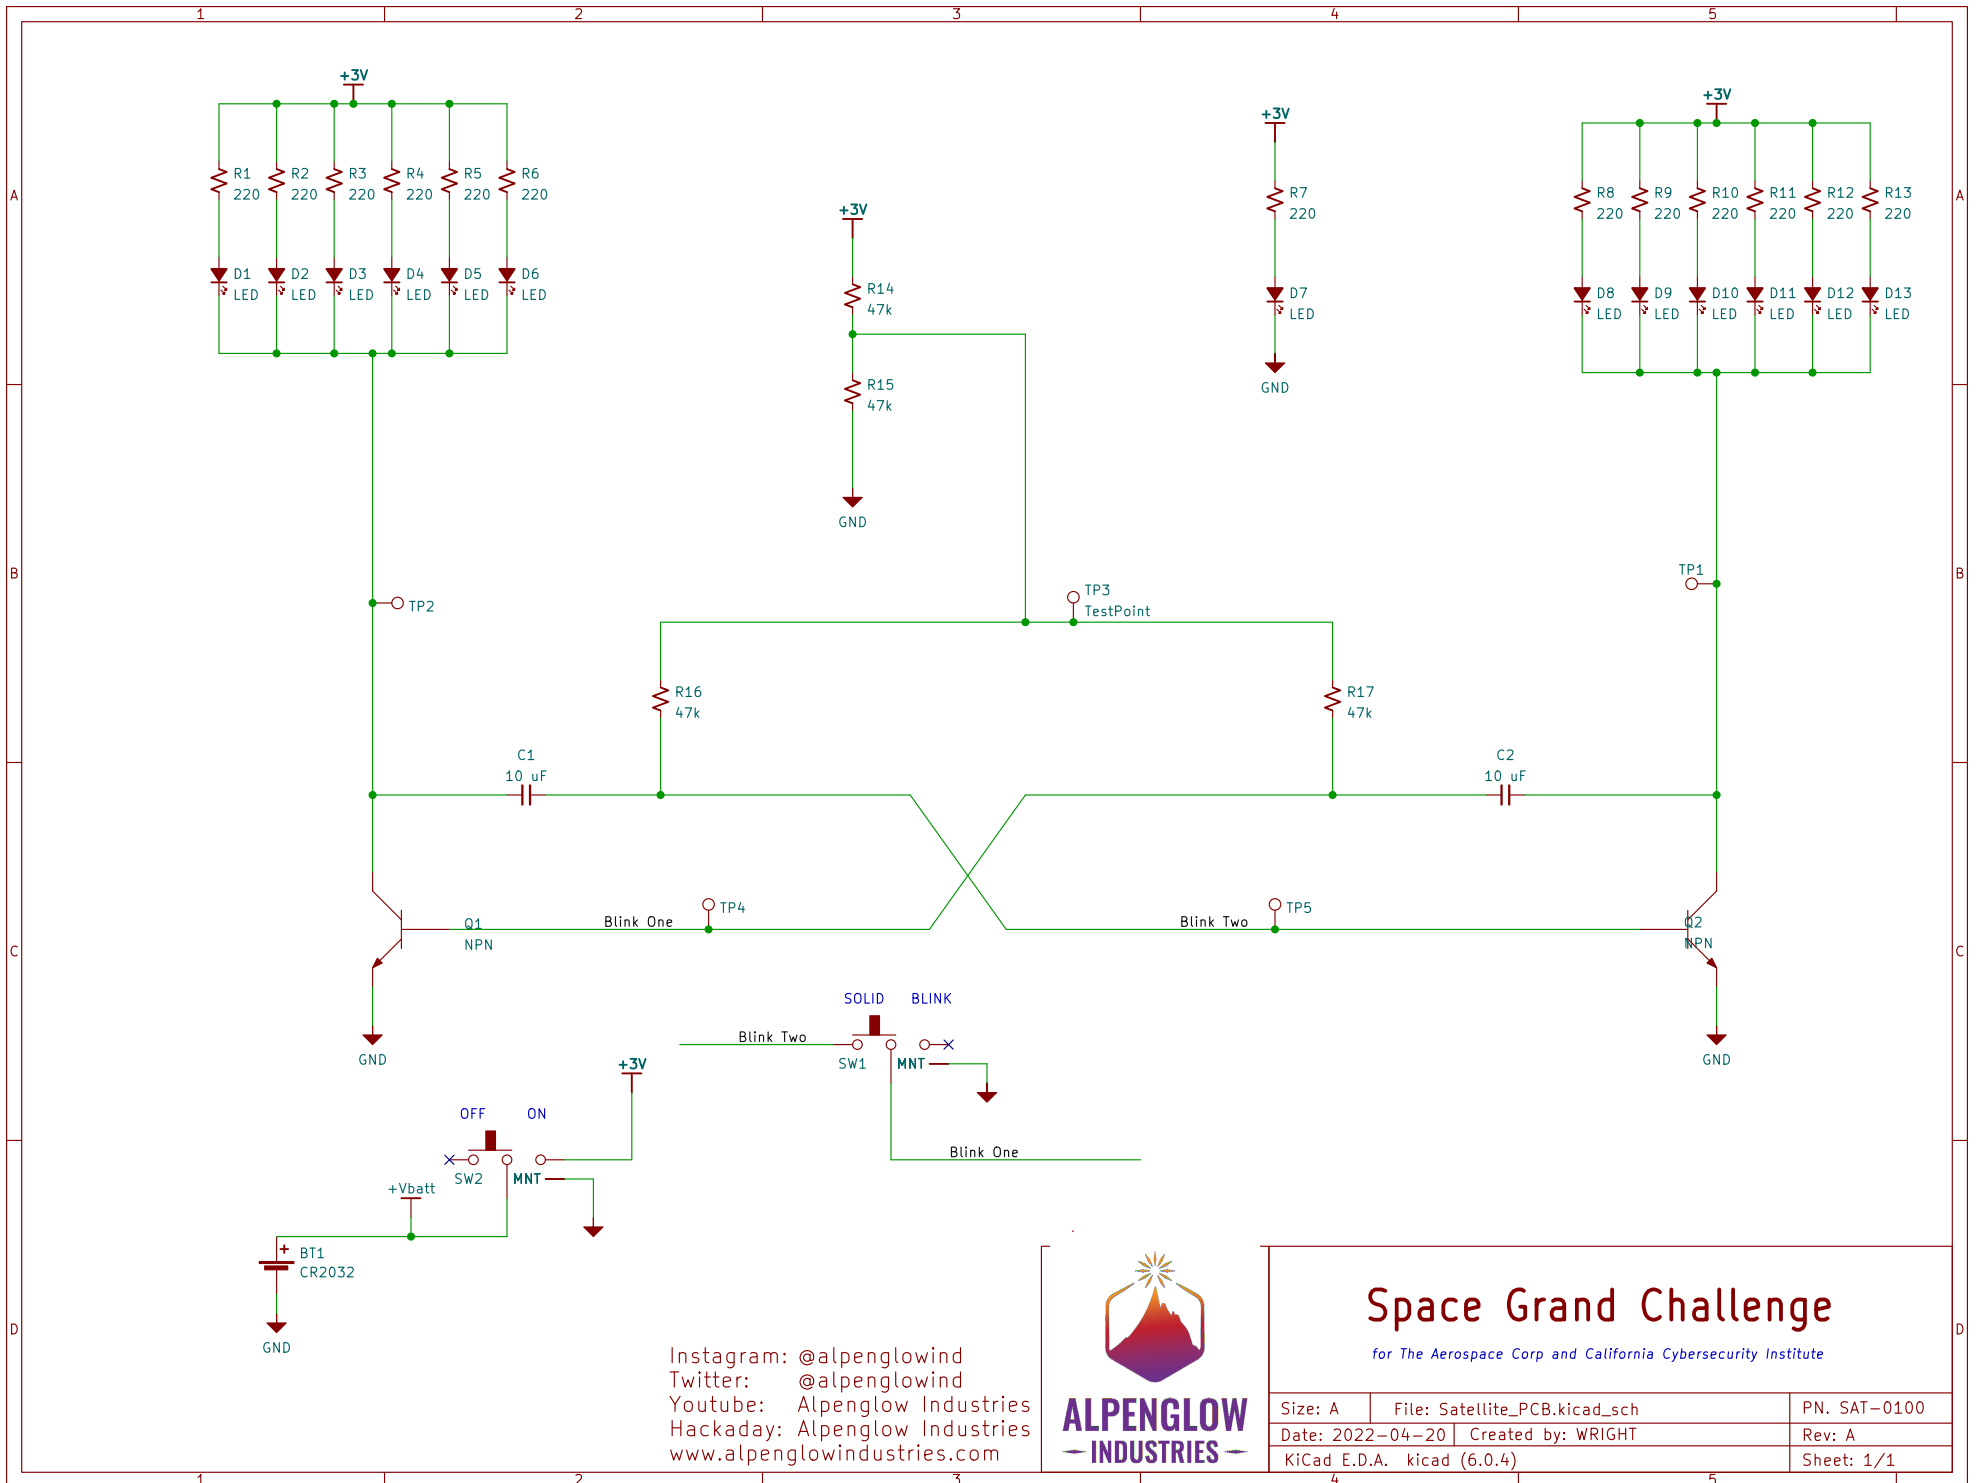 1 2 3 4 5
+3V
+3V
+3V
+3V
R1 R2 R3 R4 R5 R6
220 220 220 220 220 220
R7
220
R8 R9 R10 R11 R12 R13
220 220 220 220 220 220
A A
D1 D2 D3 D4 D5 D6
LED LED LED LED LED LED
R14
47k
D7
LED
D8 D9 D10 D11 D12 D13
LED LED LED LED LED LED
R15
47k
GND
GND
B B
TP2
TP3
TestPoint
TP1
R16
47k
R17
47k
C1
10 uF
C2
10 uF
Q1
NPN
Blink One
TP4
Blink Two
TP5
Q2
NPN
C C
GND
GND
SOLID BLINK
Blink Two
SW1 MNT
Blink One
+3V
OFF ON
SW2 MNT
+Vbatt
+
BT1
CR2032
GND
D D
Instagram: @alpenglowind
Twitter: @alpenglowind
Youtube: Alpenglow Industries
Hackaday: Alpenglow Industries
www.alpenglowindustries.com
ALPENGLOW
INDUSTRIES
Space Grand Challenge
for The Aerospace Corp and California Cybersecurity Institute
Size: A File: Satellite_PCB.kicad_sch PN. SAT-0100
Date: 2022-04-20 Created by: WRIGHT Rev: A
KiCad E.D.A. kicad (6.0.4) Sheet: 1/1
1 2 3 4 5